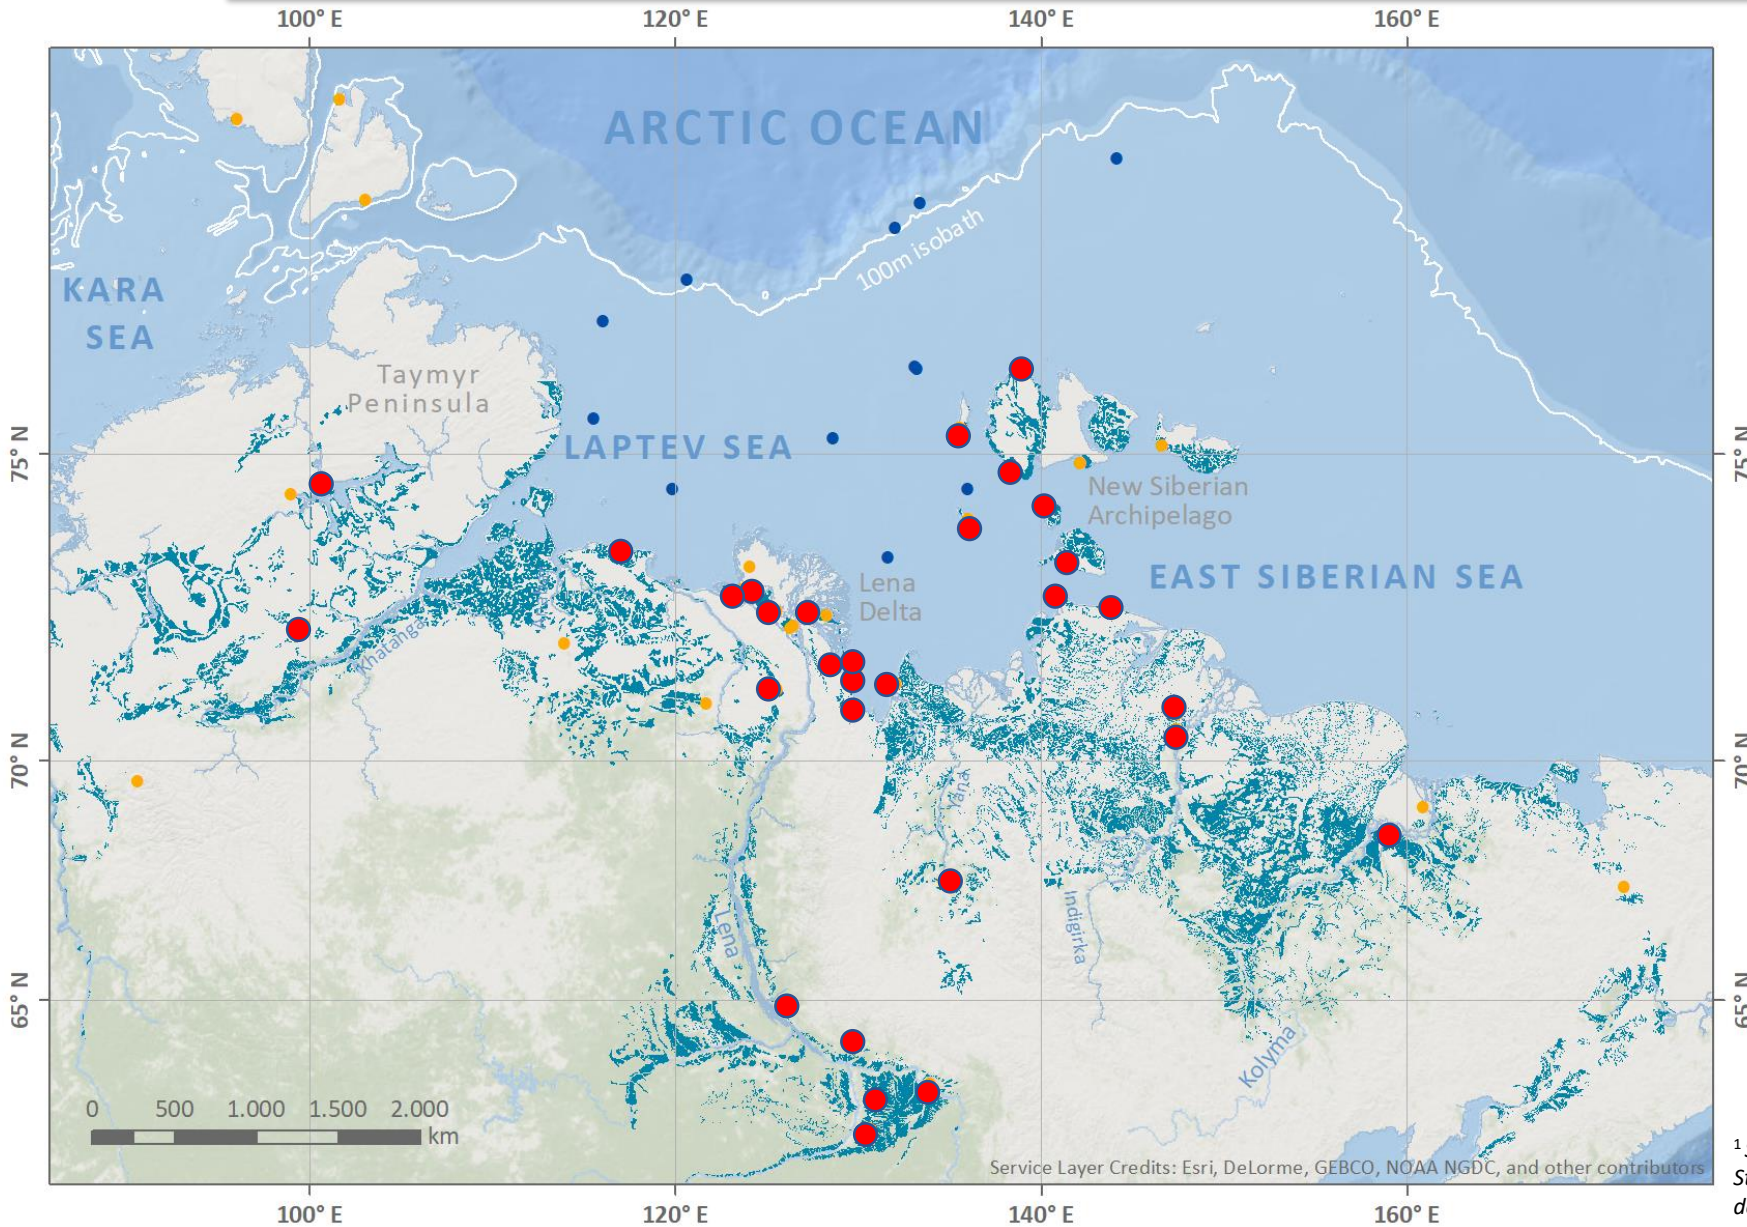 100° E 120° E 140° E 160° E
ARCTIC OCEAN
100m isobath
KARA
SEA
Taymyr
Peninsula
75° N
LAPTEV SEA
75° N
New Siberian
Archipelago
EAST SIBERIAN SEA
Lena
Delta
Khatanga
70° N
Yana
70° N
Lena
Indigirka
65° N
65° N
Kolyma
0 500 1.000 1.500 2.000
km
Service Layer Credits: Esri, DeLorme, GEBCO, NOAA NGDC, and other contributors
1
100° E 120° E 140° E 160° E